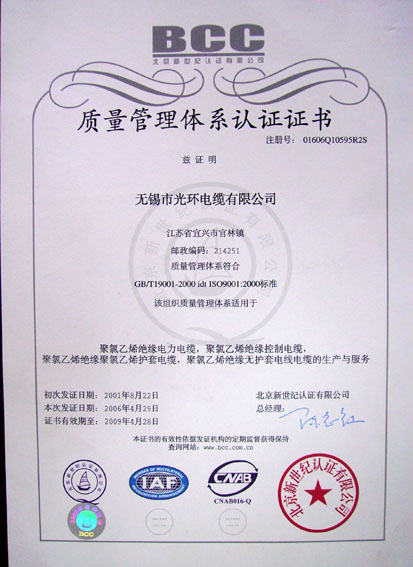 BCC
北京新世纪认证有限公司
质量管理体系认证证书
注册号: 01606Q10595R2S
兹证明
无锡市光环电缆有限公司
江苏省宜兴市官林镇
邮政编码: 214251
质量管理体系符合
GB/T19001-2000 idt ISO9001:2000标准
该组织质量管理体系适用于
聚氯乙烯绝缘电力电缆，聚氯乙烯绝缘控制电缆，
聚氯乙烯绝缘聚氯乙烯护套电缆，聚氯乙烯绝缘无护套电线电缆的生产与服务
初次发证日期: 2001年8月22日
北京新世纪认证有限公司
本次发证日期: 2006年4月29日
总经理:
证书有效期至: 2009年4月28日
本证书的有效性依据发证机构的定期监督获得保持
查询网站: www.bcc.com.cn
MEMBER OF MULTILATERAL
IAF
RECOGNITION ARRANGEMENT
CNAB
CNAB016-Q
北京新世纪认证有限公司
BCC